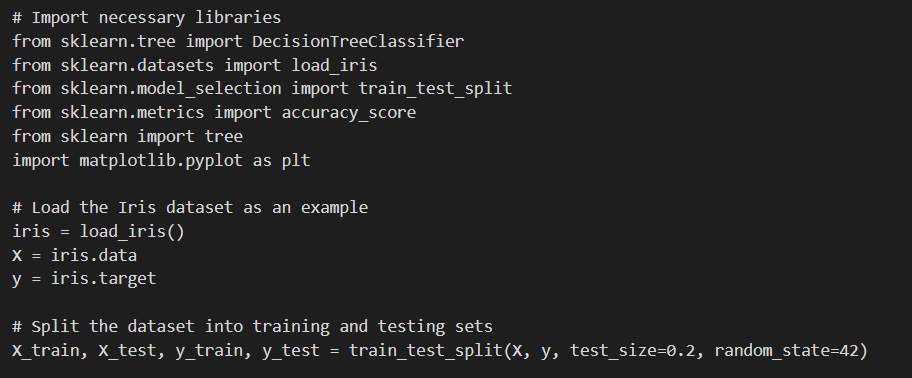 # Import necessary libraries
from sklearn.tree import DecisionTreeClassifier
from sklearn.datasets import load_iris
from sklearn.model_selection import train_test_split
from sklearn.metrics import accuracy_score
from sklearn import tree
import matplotlib.pyplot as plt
# Load the Iris dataset as an example
iris = load_iris()
X = iris.data
y = iris.target
# Split the dataset into training and testing sets
X_train, X_test, y_train, y_test = train_test_split(X, y, test_size=0.2, random_state=42)